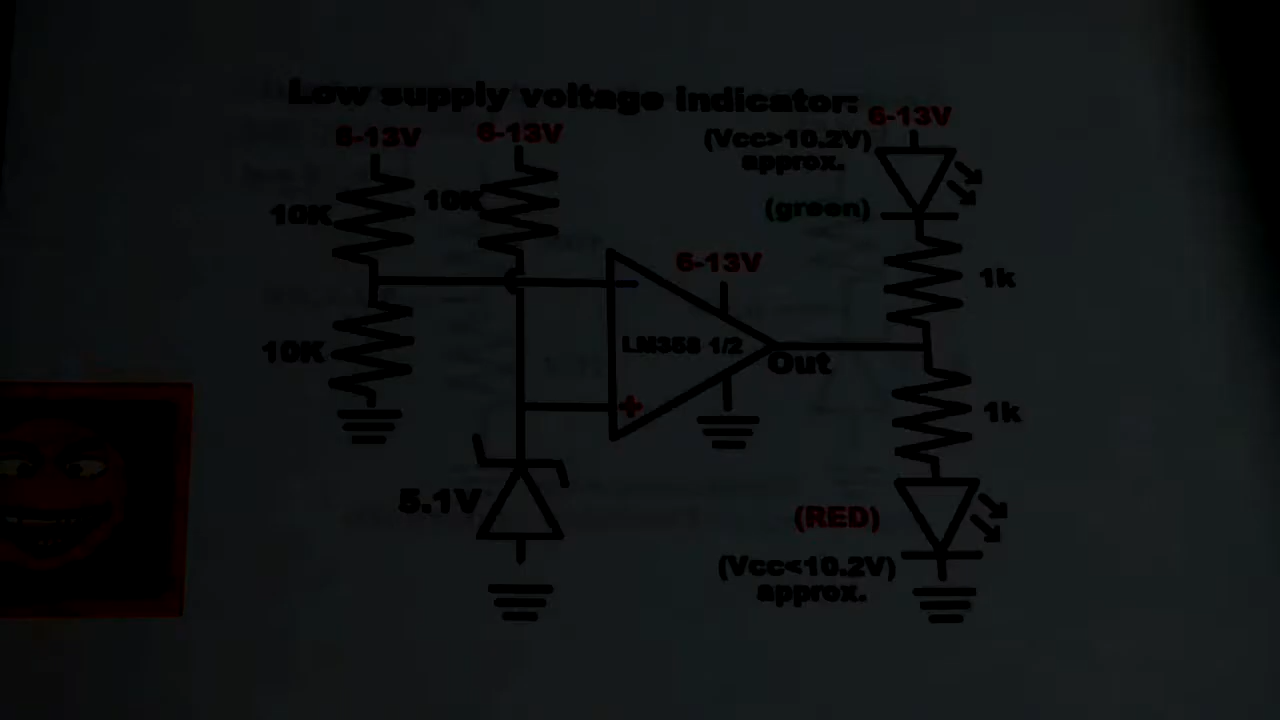 Low supply voltage indicator:
6-13V
6-13V
6-13V
(Vcc>10.2V)
approx.
10K
10K
(green)
6-13V
1k
10K
LM358 1/2
Out
1k
5.1V
(RED)
(Vcc<10.2V)
approx.